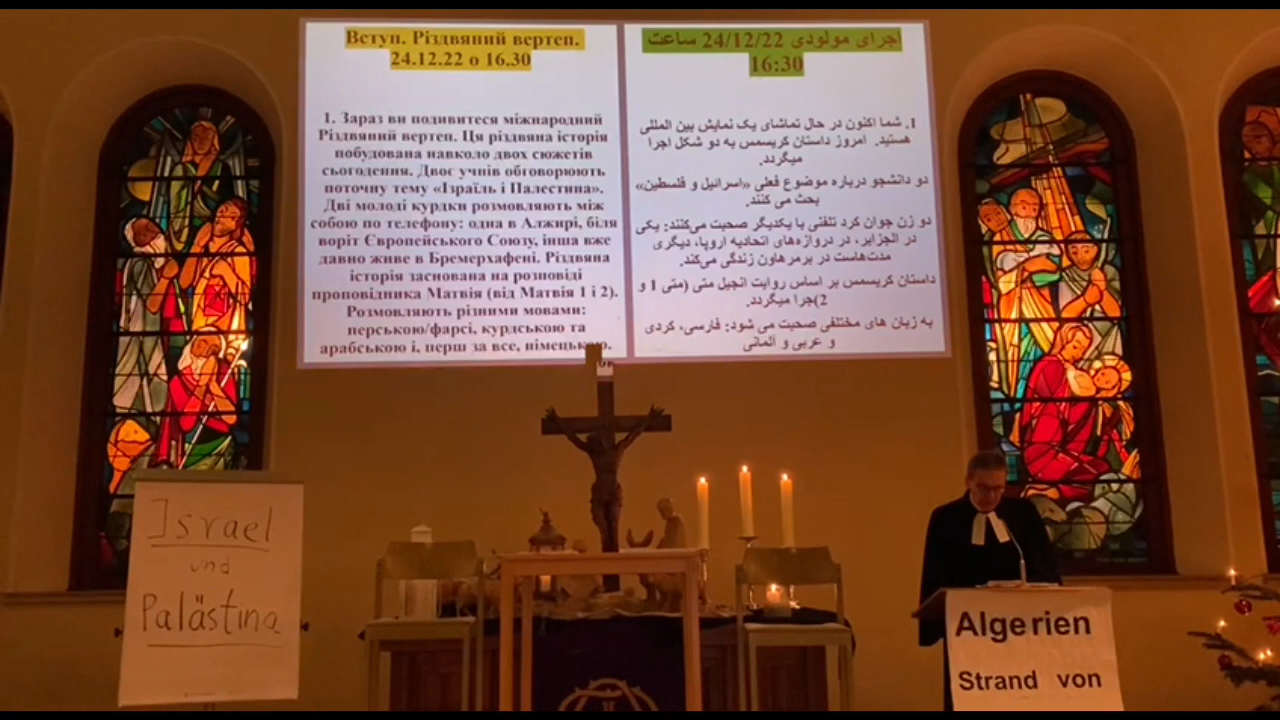 Вступ. Різдвяний вертеп.
24.12.22 о 16.30
1. Зараз ви подивитеся міжнародний
Різдвяний вертеп. Ця різдвяна історія
побудована навколо двох сюжетів
сьогодення. Двоє учнів обговорюють
поточну тему «Ізраїль і Палестина».
Дві молоді курдки розмовляють між
собою по телефону: одна в Алжирі, біля
воріт Європейського Союзу, інша вже
давно живе в Бремерхафені. Різдвяна
історія заснована на розповіді
проповідника Матвія (від Матвія 1 і 2).
Розмовляють різними мовами:
перською/фарсі, курдською та
арабською і, перш за все, німецькою.
جرای مولودی 24/12/22 ساعت
16:30
1. شما اکنون در حال تماشای یک نمایش بین المللی
هستید. امروز داستان کریسمس به دو شکل اجرا
میگردد.
دو دانشجو درباره موضوع فعلی «اسرائیل و فلسطین»
بحث می کنند.
دو زن جوان کرد تلفنی با یکدیگر صحبت می‌کنند: یکی
در الجزایر، در دروازه‌های اتحادیه اروپا، دیگری
مدت‌هاست در برمرهاون زندگی می‌کند.
داستان کریسمس بر اساس روایت انجیل متی (متی 1 و
2)جرا میگردد.
به زبان های مختلفی صحبت می شود: فارسی، کردی
و عربی و آلمانی
Israel
und
Palästina
Algerien
Strand von